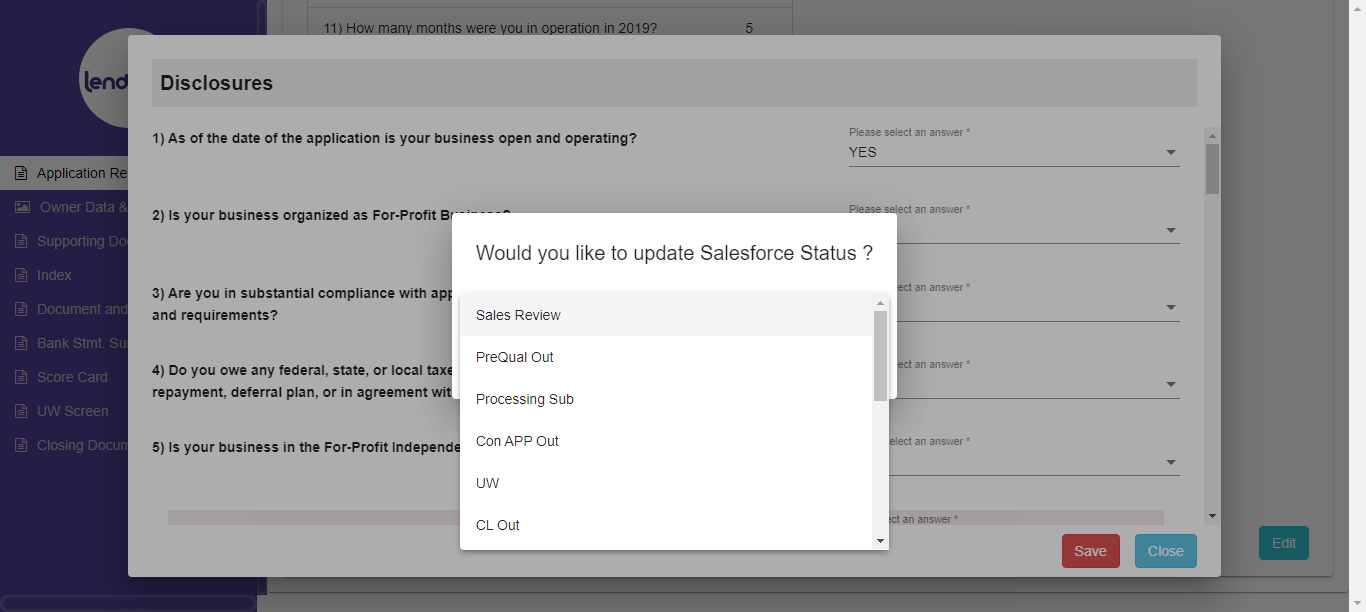 11) How many months were you in operation in 2019? 5
lend
Disclosures
1) As of the date of the application is your business open and operating?
Please select an answer *
YES
Application Re
Owner Data &
2) Is your business organized as For-Profit Business?
Please select an answer *
Would you like to update Salesforce Status ?
Supporting Do
Index
3) Are you in substantial compliance with app
and requirements?
ect an answer *
Sales Review
Document and
Bank Stmt. Su
PreQual Out
4) Do you owe any federal, state, or local taxe
repayment, deferral plan, or in agreement wit
ect an answer *
Score Card
Processing Sub
UW Screen
Con APP Out
Closing Docum
5) Is your business in the For-Profit Independe
elect an answer *
UW
CL Out
ect an answer *
Save
Close
Edit